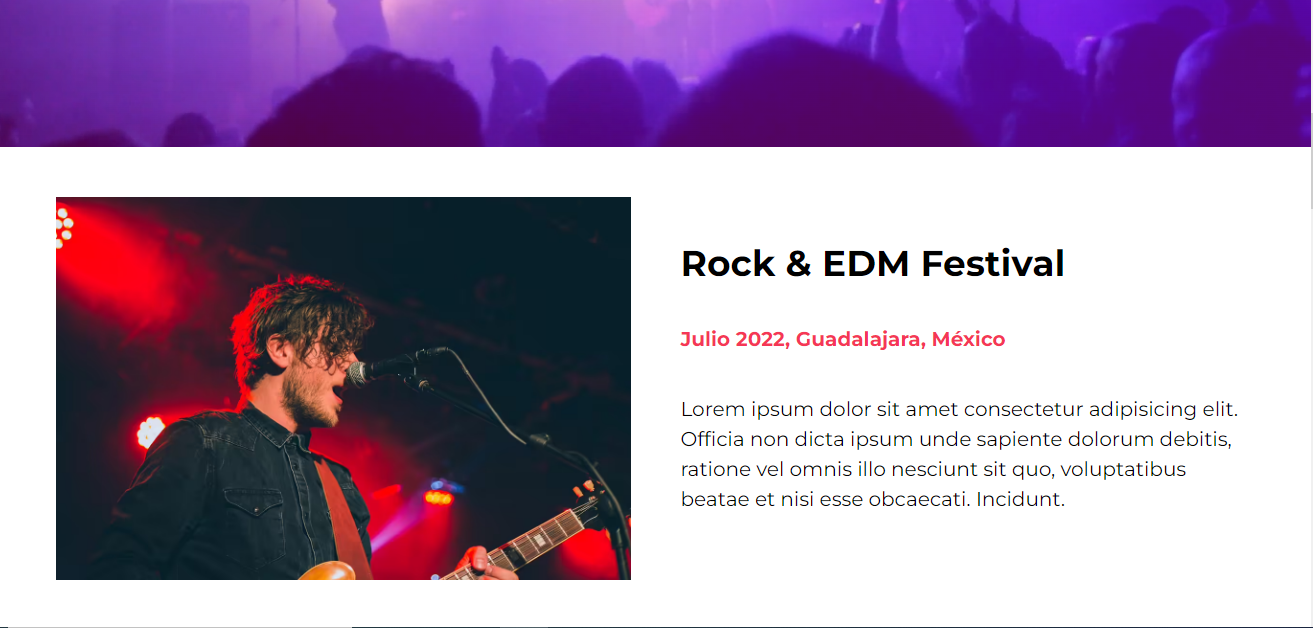 Rock & EDM Festival
Julio 2022, Guadalajara, México
Lorem ipsum dolor sit amet consectetur adipisicing elit.
Officia non dicta ipsum unde sapiente dolorum debitis,
ratione vel omnis illo nesciunt sit quo, voluptatibus
beatae et nisi esse obcaecati. Incidunt.